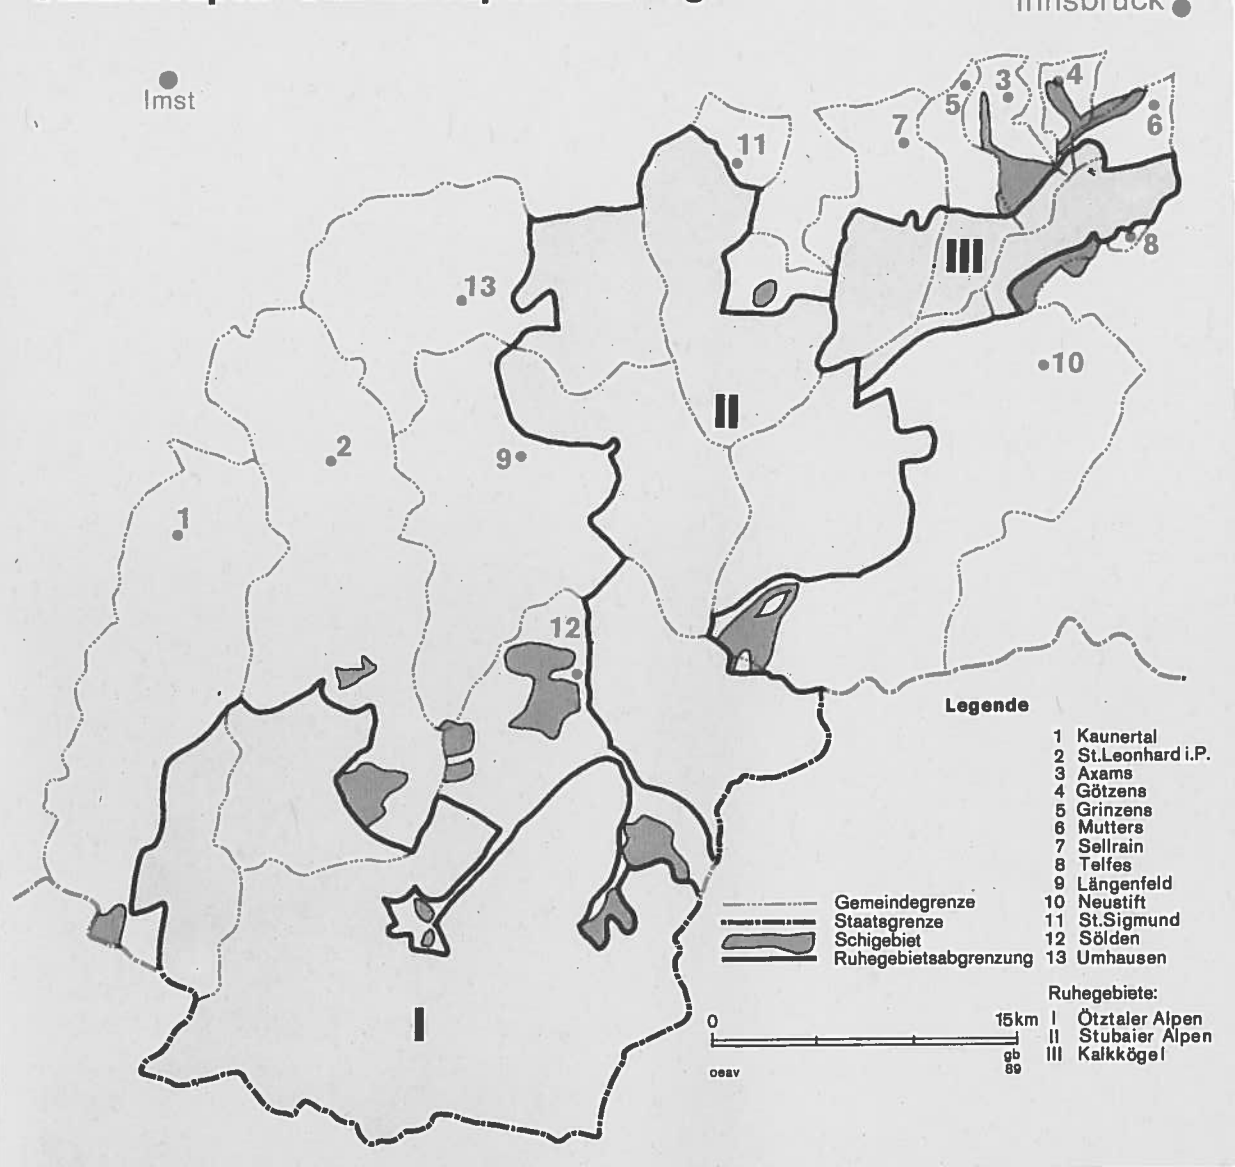 Innsbruck
Imst
3
4
5
6
7
11
8
III
13
10
II
2
9
1
12
Legende
1 Kaunertal
2 St.Leonhard i.P.
3 Axams
4 Götzens
5 Grinzens
6 Mutters
7 Sellrain
8 Telfes
9 Längenfeld
10 Neustift
11 St.Sigmund
12 Sölden
13 Umhausen
Gemeindegrenze
Staatsgrenze
Schigebiet
Ruhegebietsabgrenzung
Ruhegebiete:
I Ötztaler Alpen
II Stubaier Alpen
III Kalkkögel
I
0 15km
oeav
gb
89